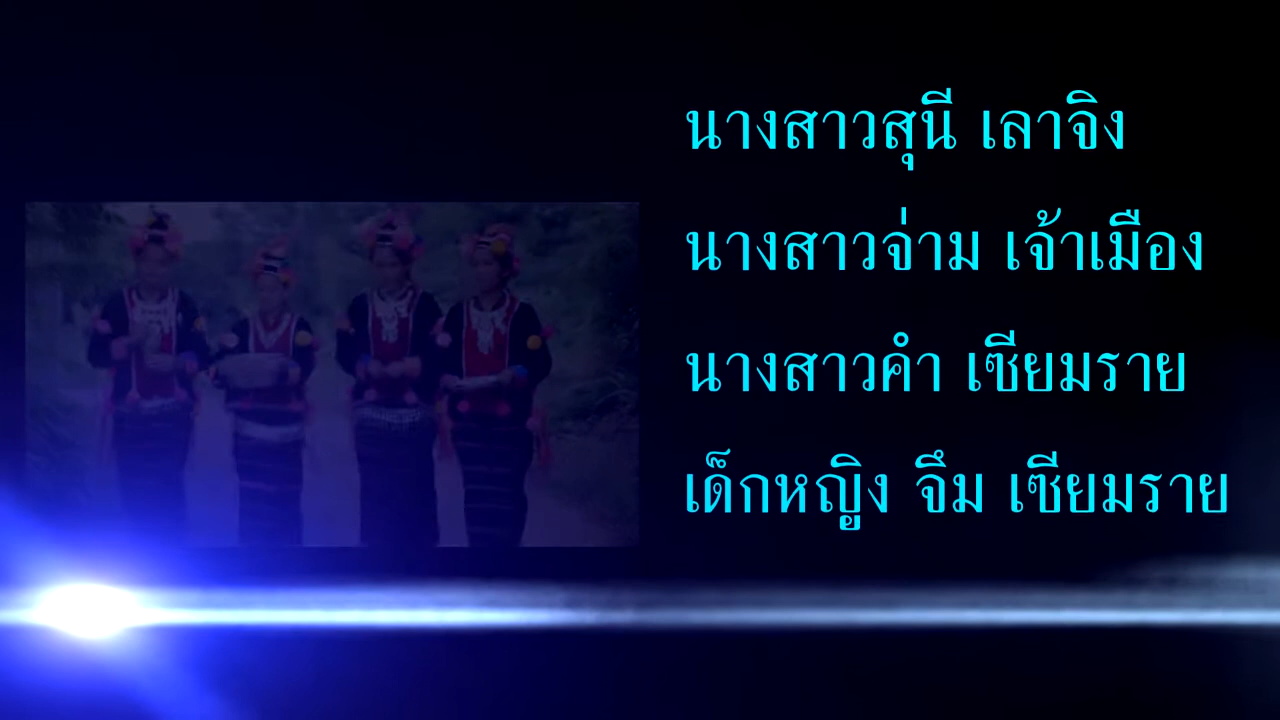 นางสาวสุนี เลาจิง
นางสาวจ่าม เจ้าเมือง
นางสาวคำ เซียมราย
เด็กหญิง จึม เซียมราย